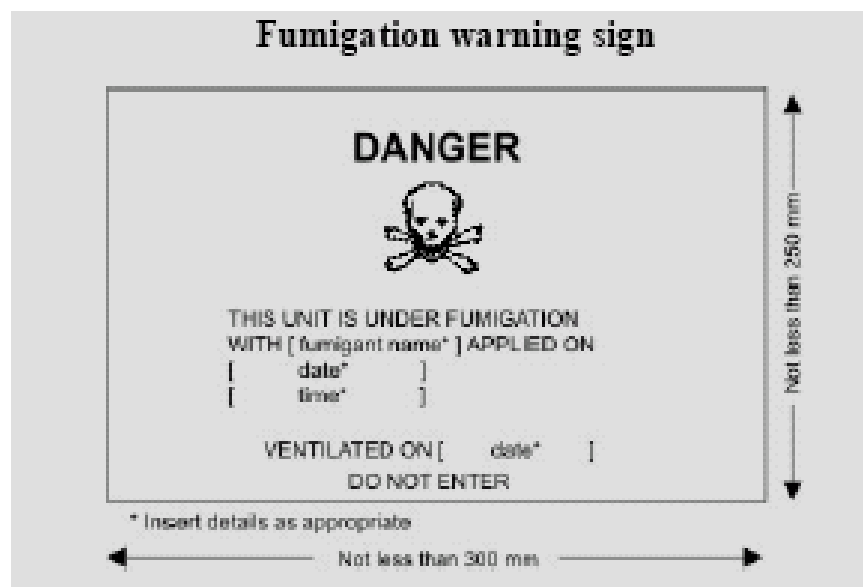 Fumigation warning sign
DANGER
THIS UNIT IS UNDER FUMIGATION
WITH [ fumigant name* ] APPLIED ON
[ date* ]
[ time* ]
VENTILATED ON [ date* ]
DO NOT ENTER
Not less than 250 mm
* Insert details as appropriate
Not less than 300 mm